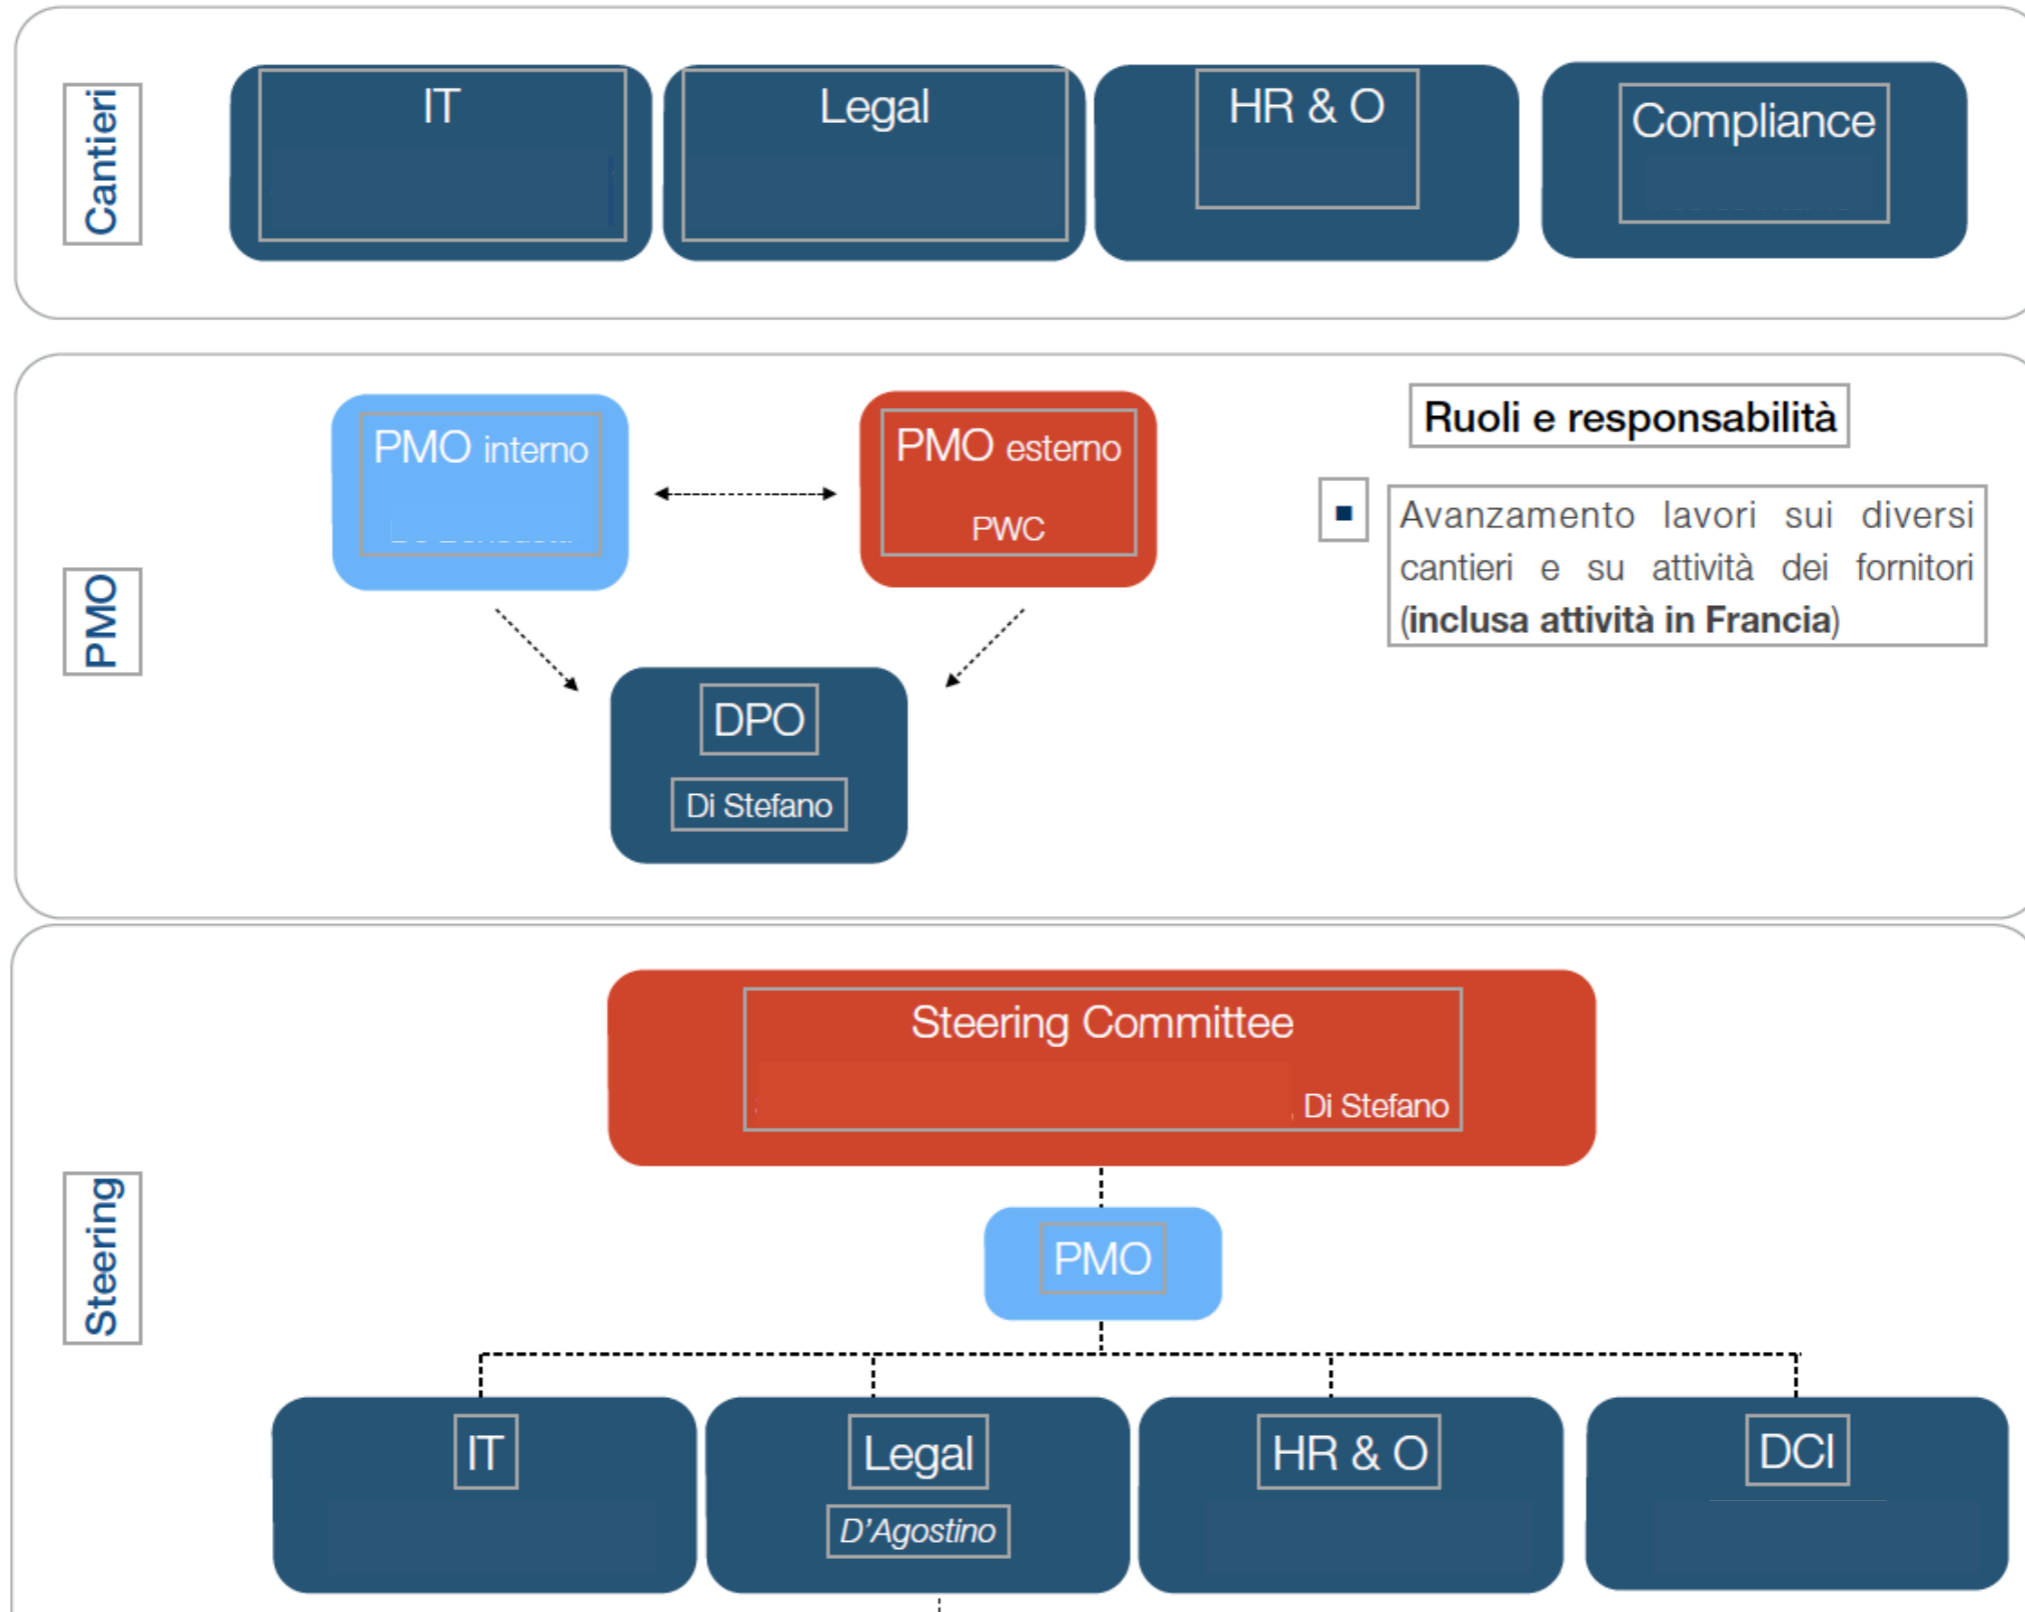 Cantieri
IT
Legal
HR & O
Compliance
PMO
PMO interno
PMO esterno
PWC
DPO
Di Stefano
Ruoli e responsabilità
▪ Avanzamento lavori sui diversi
cantieri e su attività dei fornitori
(inclusa attività in Francia)
Steering
Steering Committee
, Di Stefano
PMO
IT
Legal
D'Agostino
HR & O
DCI